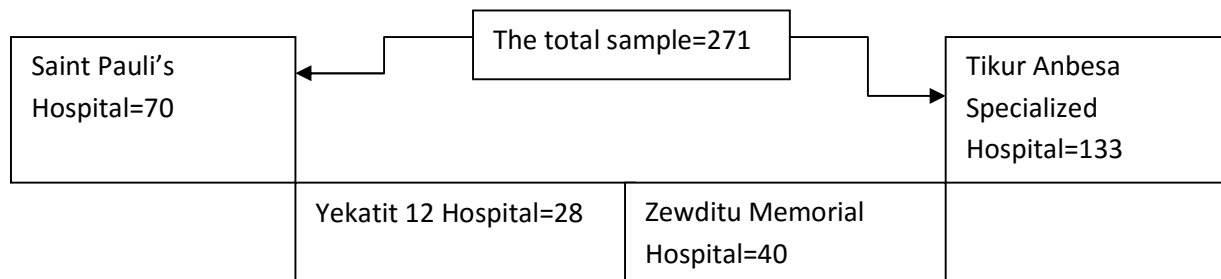 The total sample=271
Saint Pauli’s
Hospital=70
Tikur Anbesa
Specialized
Hospital=133
Yekatit 12 Hospital=28
Zewditu Memorial
Hospital=40